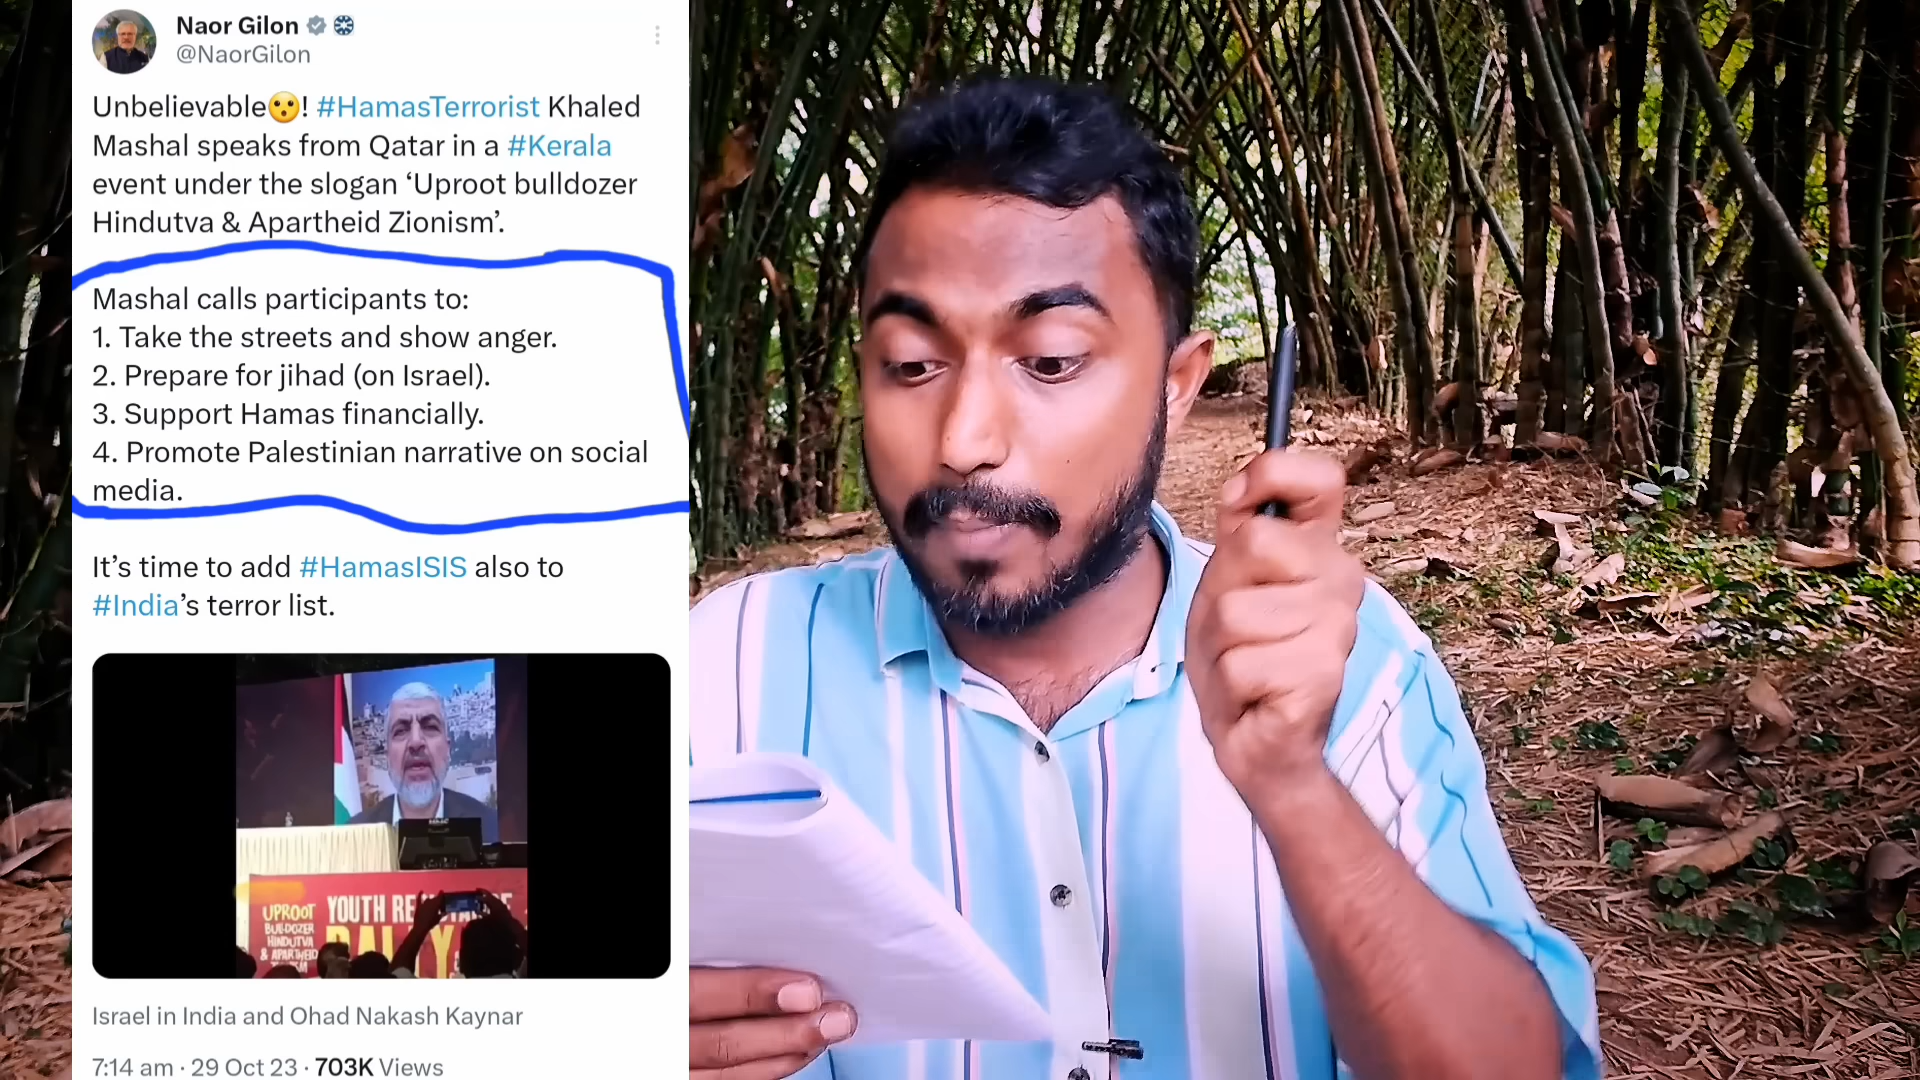 Naor Gilon
@NaorGilon
Unbelievable😮! #HamasTerrorist Khaled
Mashal speaks from Qatar in a #Kerala
event under the slogan ‘Uproot bulldozer
Hindutva & Apartheid Zionism’.
Mashal calls participants to:
1. Take the streets and show anger.
2. Prepare for jihad (on Israel).
3. Support Hamas financially.
4. Promote Palestinian narrative on social
media.
It’s time to add #HamasISIS also to
#India’s terror list.
UPROOT
BULLDOZER
HINDUTVA
& APARTHEID
YOUTH
Israel in India and Ohad Nakash Kaynar
7:14 am · 29 Oct 23 · 703K Views